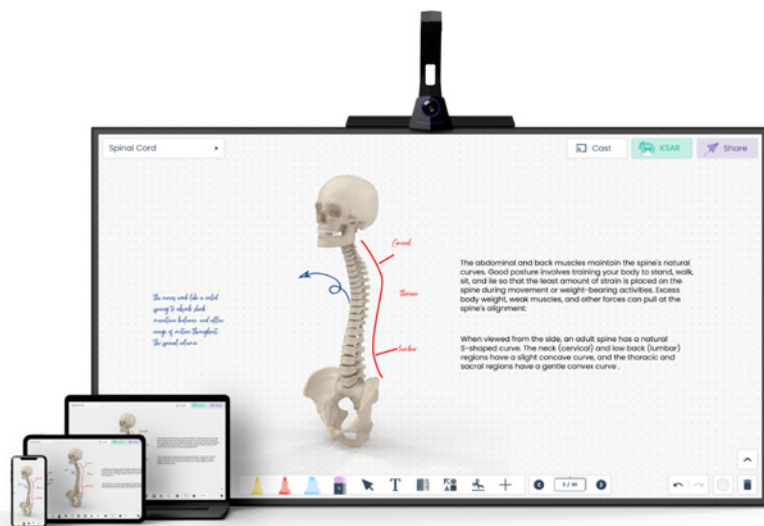 Spinal Cord
Cast
KSAR
Share
Cervical
The abdominal and back muscles maintain the spine's natural
curves. Good posture involves training your body to stand, walk,
sit, and lie so that the least amount of strain is placed on the
spine during movement or weight-bearing activities. Excess
body weight, weak muscles, and other forces can pull at the
spine's alignment:
thoracic
The curves work like a coiled
spring to absorb shock
maintain balance and allow
range of motion throughout
the spinal column
When viewed from the side, an adult spine has a natural
S-shaped curve. The neck (cervical) and low back (lumbar)
regions have a slight concave curve, and the thoracic and
sacral regions have a gentle convex curve .
lumbar
T